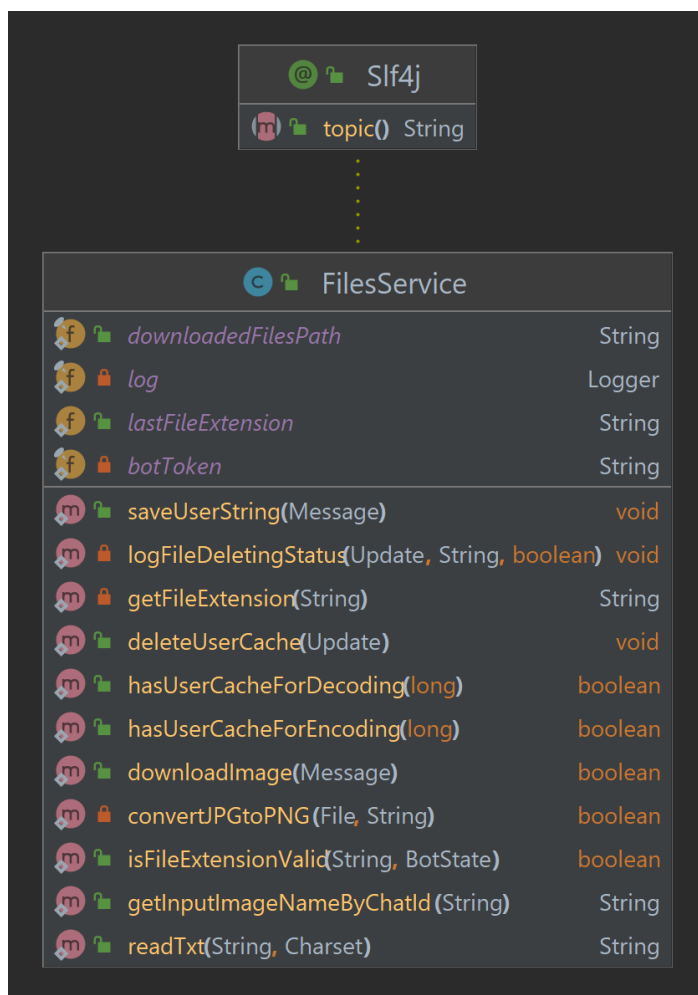 Slf4j
topic() String
FilesService
downloadedFilesPath String
log Logger
lastFileExtension String
botToken String
saveUserString(Message) void
logFileDeletingStatus(Update, String, boolean) void
getFileExtension(String) String
deleteUserCache(Update) void
hasUserCacheForDecoding(long) boolean
hasUserCacheForEncoding(long) boolean
downloadImage(Message) boolean
convertJPGtoPNG(File, String) boolean
isFileExtensionValid(String, BotState) boolean
getInputImageNameByChatId(String) String
readTxt(String, Charset) String